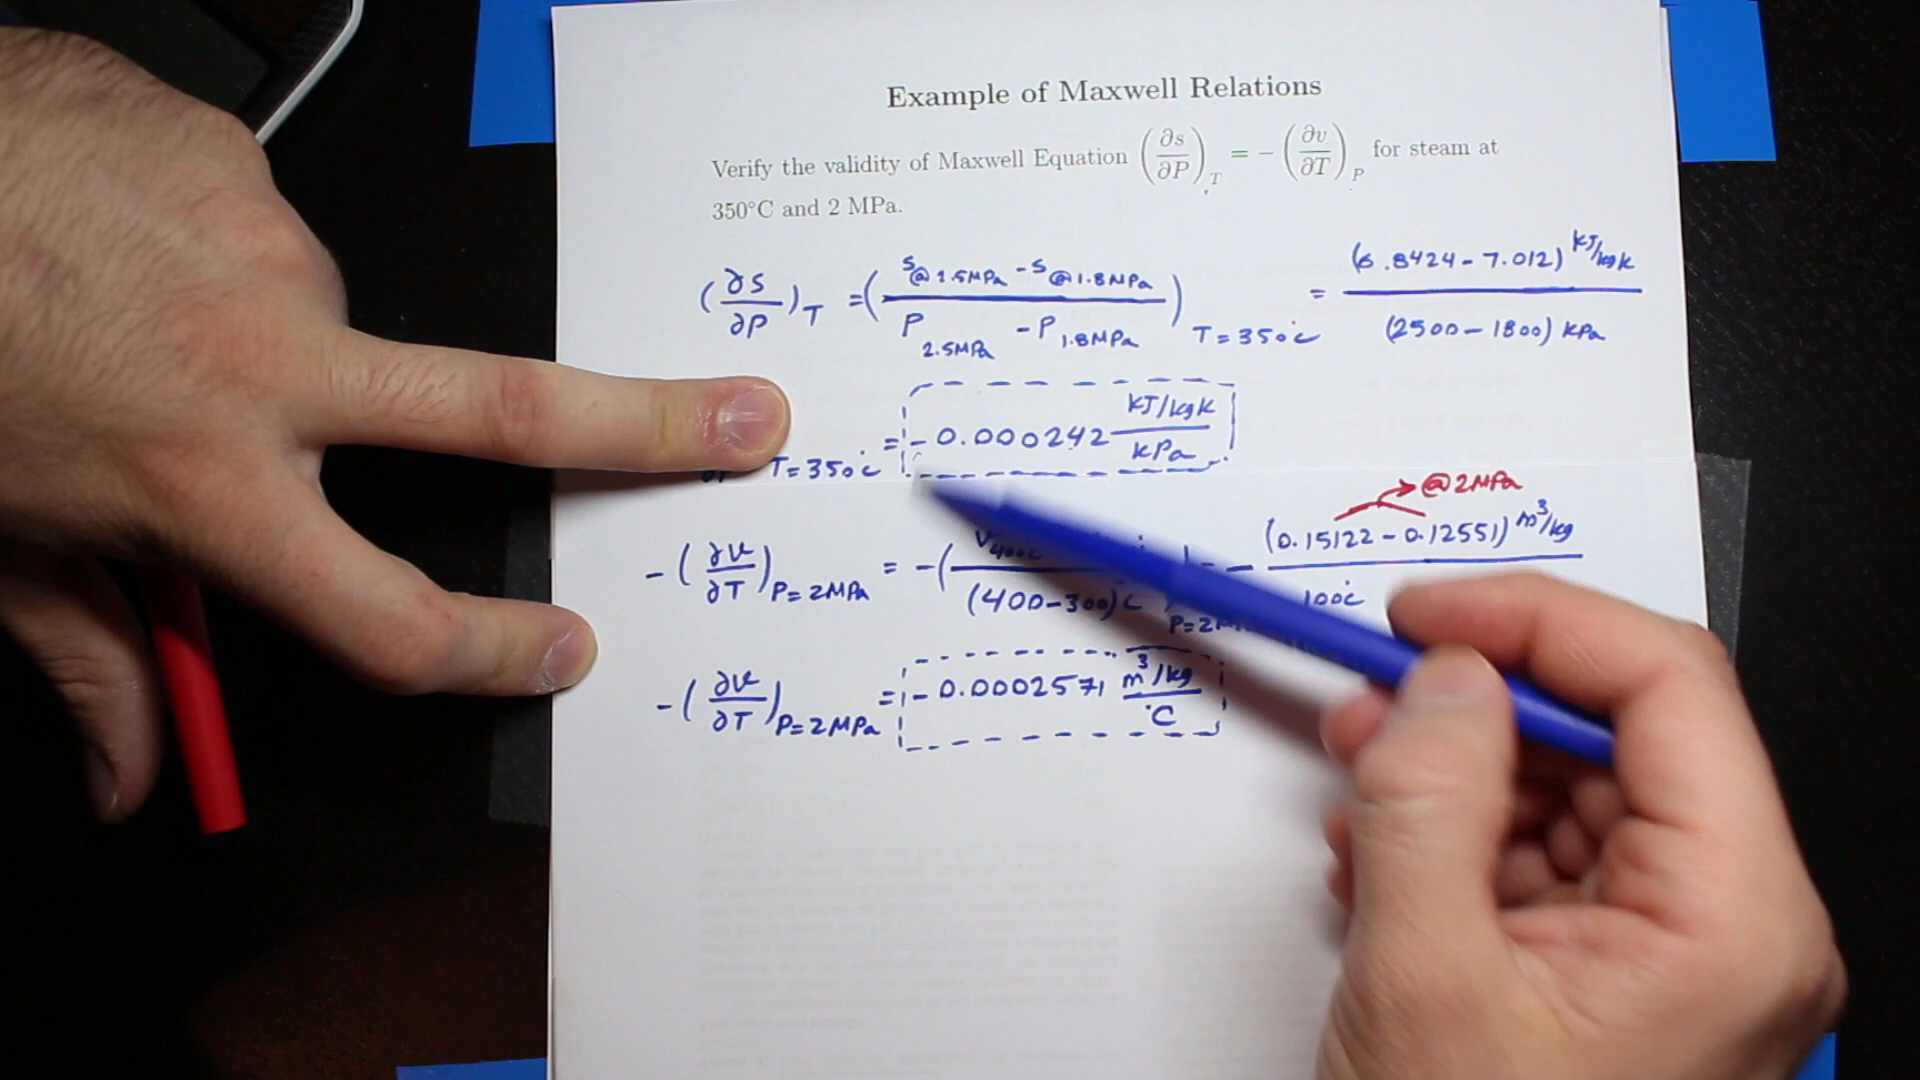 Example of Maxwell Relations
Verify the validity of Maxwell Equation (∂s/∂P)_T = -(∂v/∂T)_P for steam at
350°C and 2 MPa.
(∂s/∂P)_T = (s@2.5MPa - s@1.8MPa / P2.5MPa - P1.8MPa) T=350°C = (6.8424-7.012) kJ/kgK / (2500-1800) kPa
T=350°C = -0.000242 kJ/kgK / kPa
@2MPa
-(∂v/∂T)P=2MPa = -( / (400-300)°C) = - (0.15122-0.12551) m³/kg / 100°C
-(∂v/∂T)P=2MPa = -0.0002571 m³/kg / °C